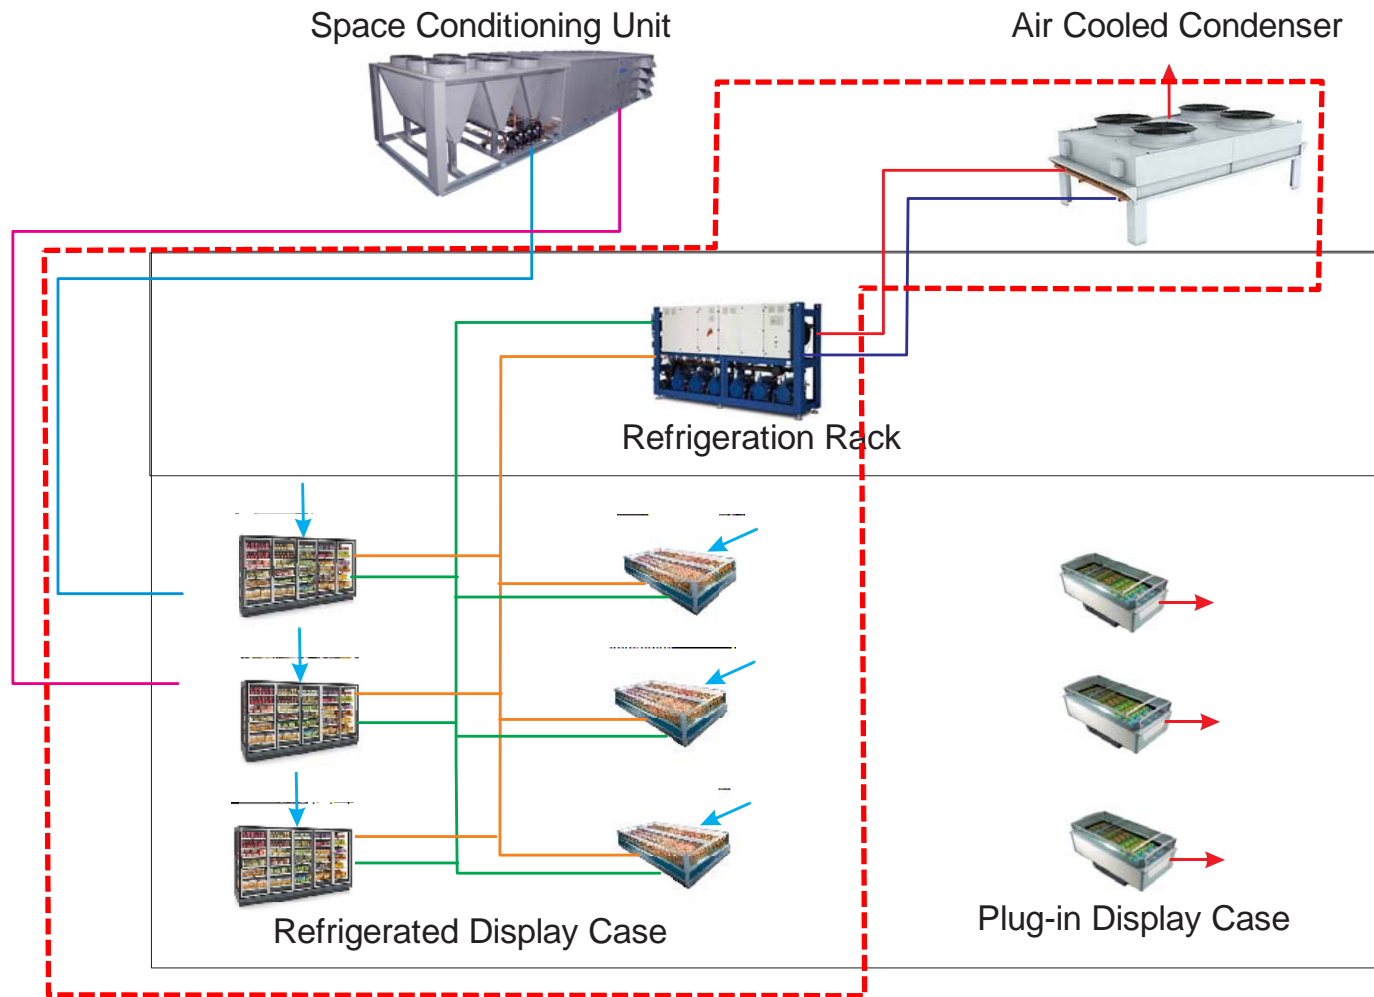 Space Conditioning Unit
Air Cooled Condenser
Refrigeration Rack
Refrigerated Display Case
Plug-in Display Case